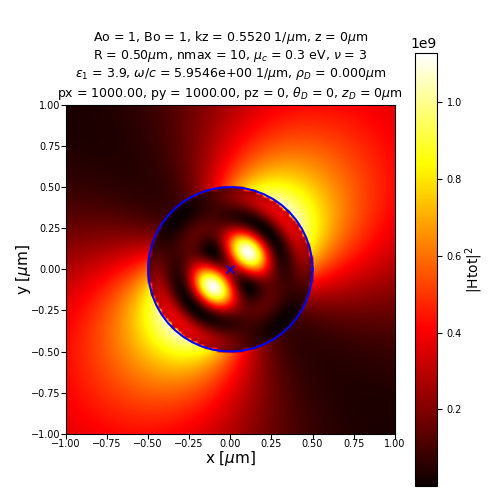 Ao = 1, Bo = 1, kz = 0.5520 1/μm, z = 0μm
R = 0.50μm, nmax = 10, μc = 0.3 eV, ν = 3
ε1 = 3.9, ω/c = 5.9546e+00 1/μm, ρD = 0.000μm
px = 1000.00, py = 1000.00, pz = 0, θD = 0, zD = 0μm
1e9
1.00
0.75
0.50
0.25
0.00
−0.25
−0.50
−0.75
−1.00
y [μm]
−1.00 −0.75 −0.50 −0.25 0.00 0.25 0.50 0.75 1.00
x [μm]
1.0
0.8
0.6
0.4
0.2
|Htot|²